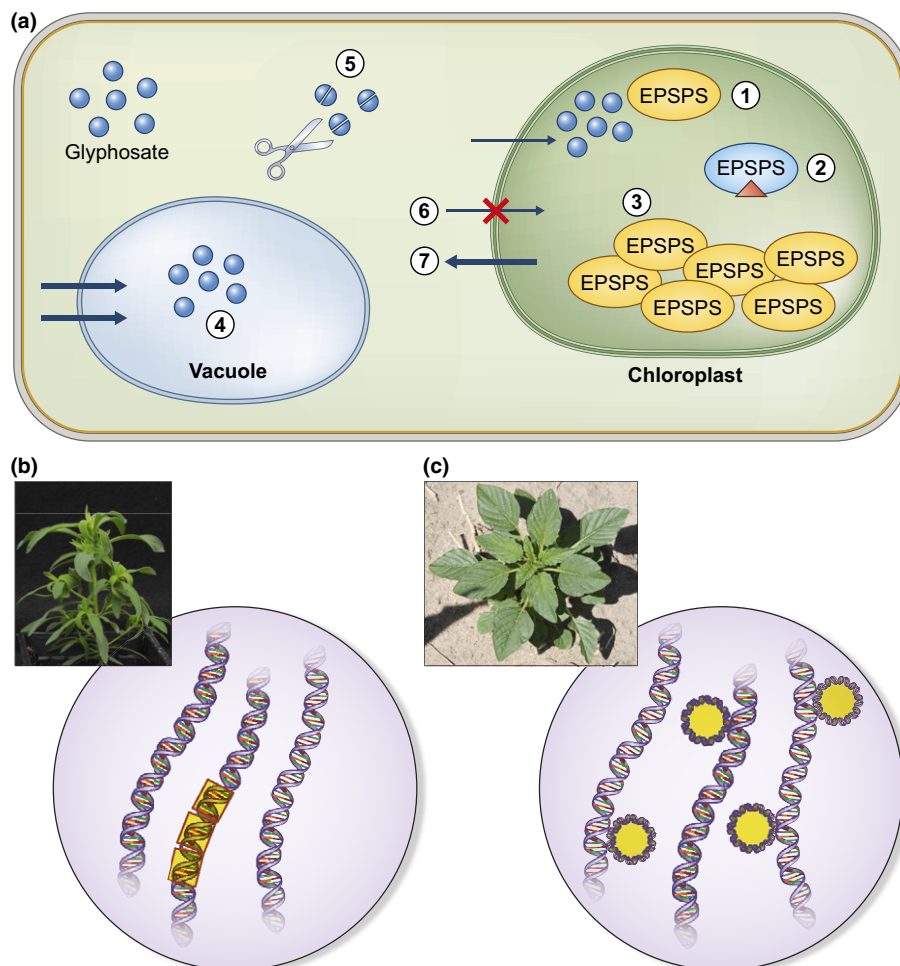 (a)
5
EPSPS
1
Glyphosate
EPSPS
2
6
3
7
EPSPS
EPSPS
EPSPS
EPSPS
EPSPS
EPSPS
4
Vacuole
Chloroplast
(b)
(c)